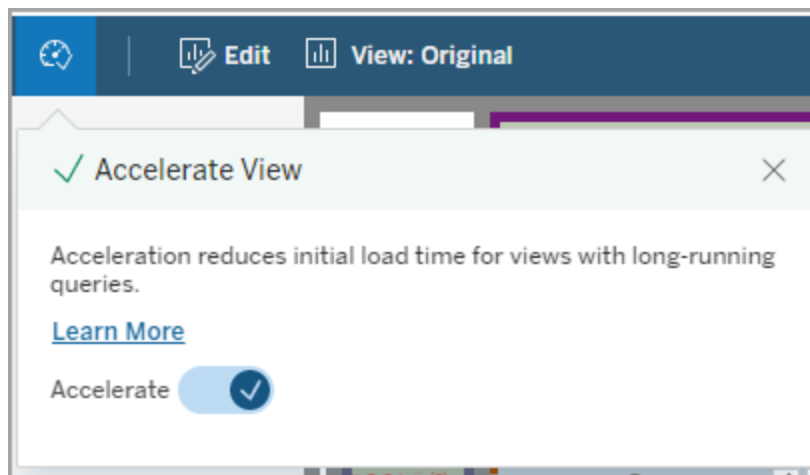 Edit View: Original
Accelerate View
Acceleration reduces initial load time for views with long-running
queries.
Learn More
Accelerate